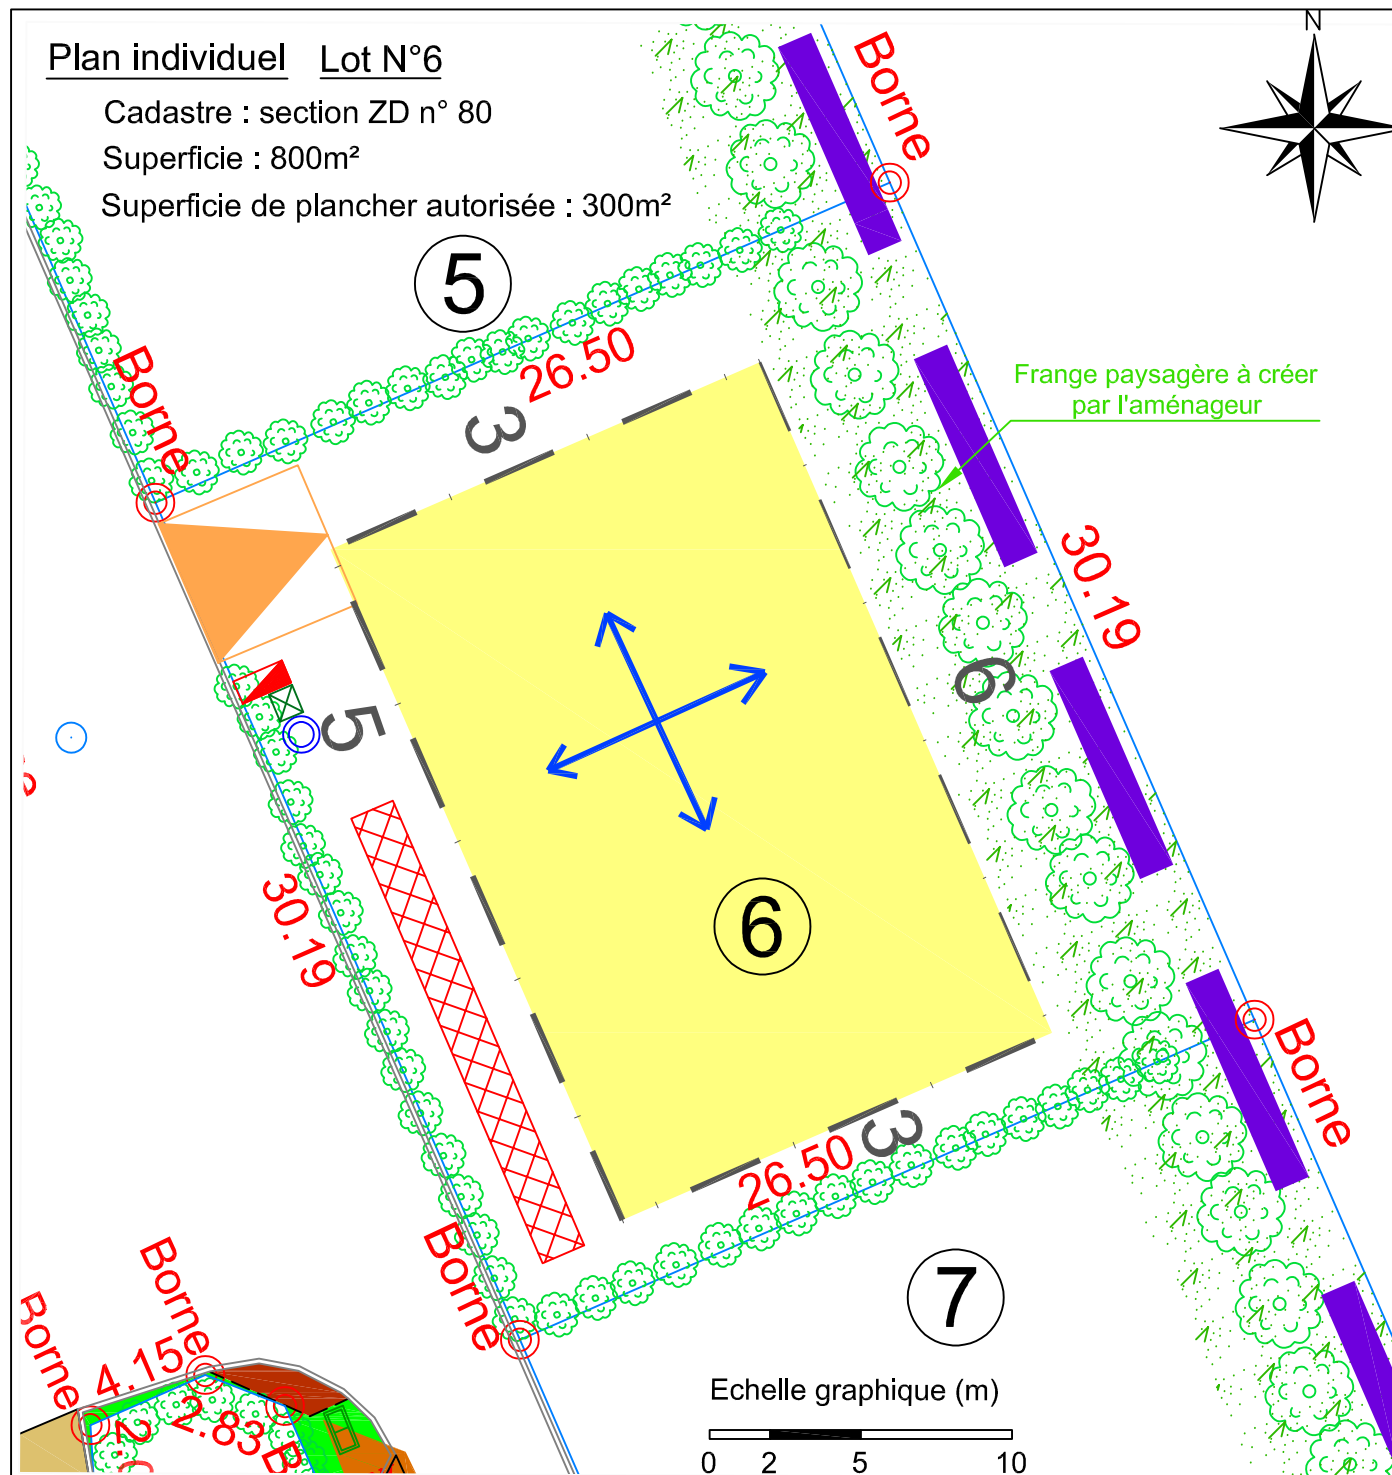 Plan individuel Lot N°6
Cadastre : section ZD n° 80
Superficie : 800m²
Superficie de plancher autorisée : 300m²
N
Borne
5
26.50
3
Borne
Frange paysagère à créer
par l'aménageur
30.19
6
5
30.19
6
Borne
3
26.50
Borne
7
Borne
Borne
4.15
2.83
Echelle graphique (m)
0 2 5 10